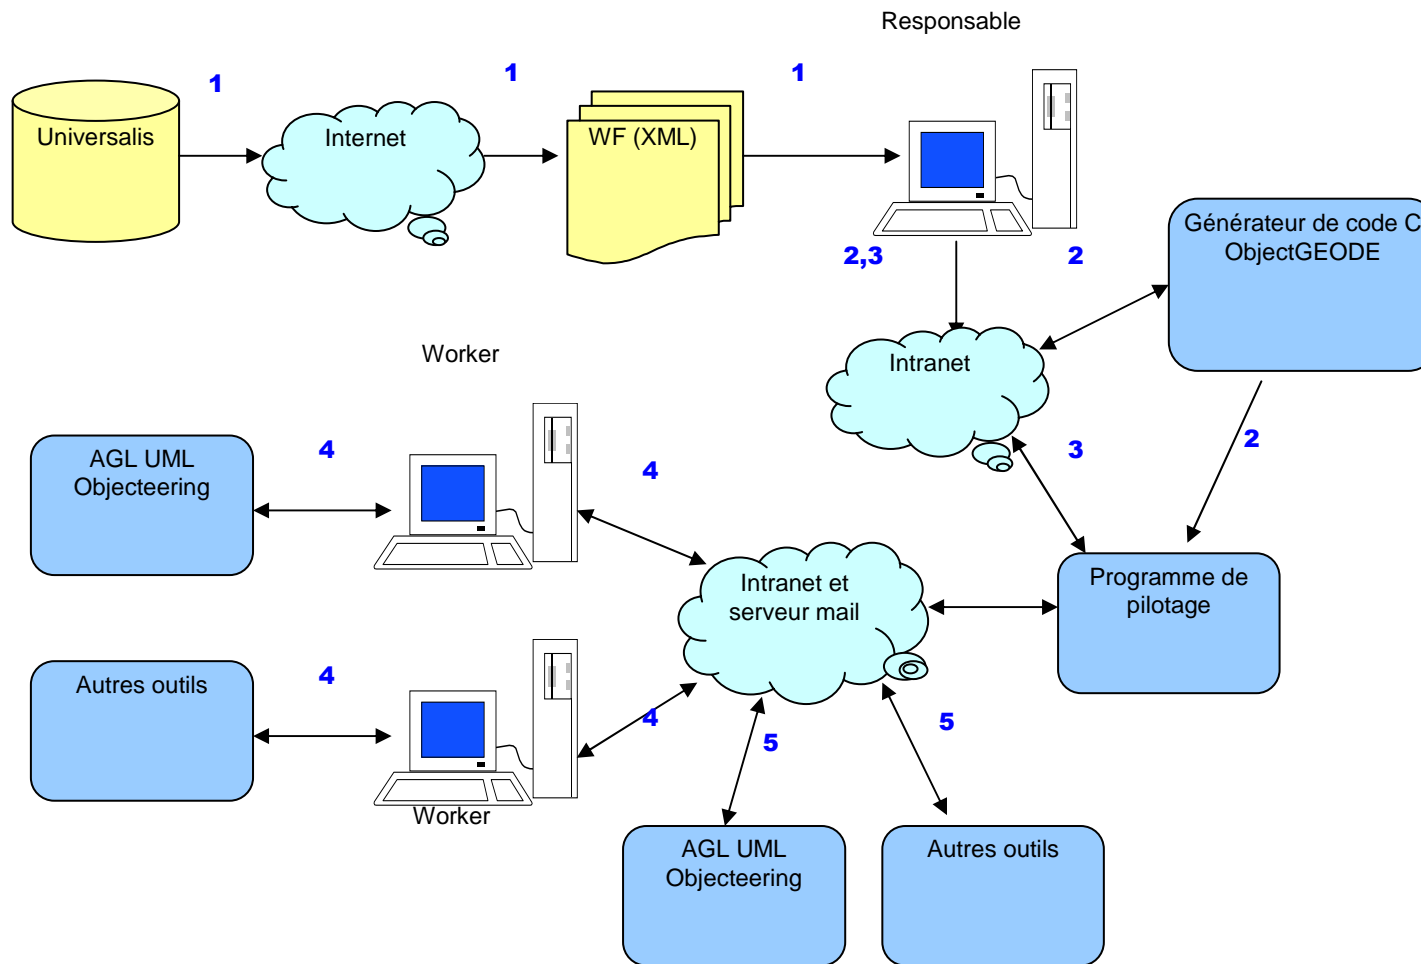 Responsable
1
1
1
Universalis
Internet
WF (XML)
2,3
2
Générateur de code C
ObjectGEODE
Worker
Intranet
4
4
3
2
AGL UML
Objecteering
Intranet et
serveur mail
Programme de
pilotage
Autres outils
4
4
5
5
Worker
AGL UML
Objecteering
Autres outils